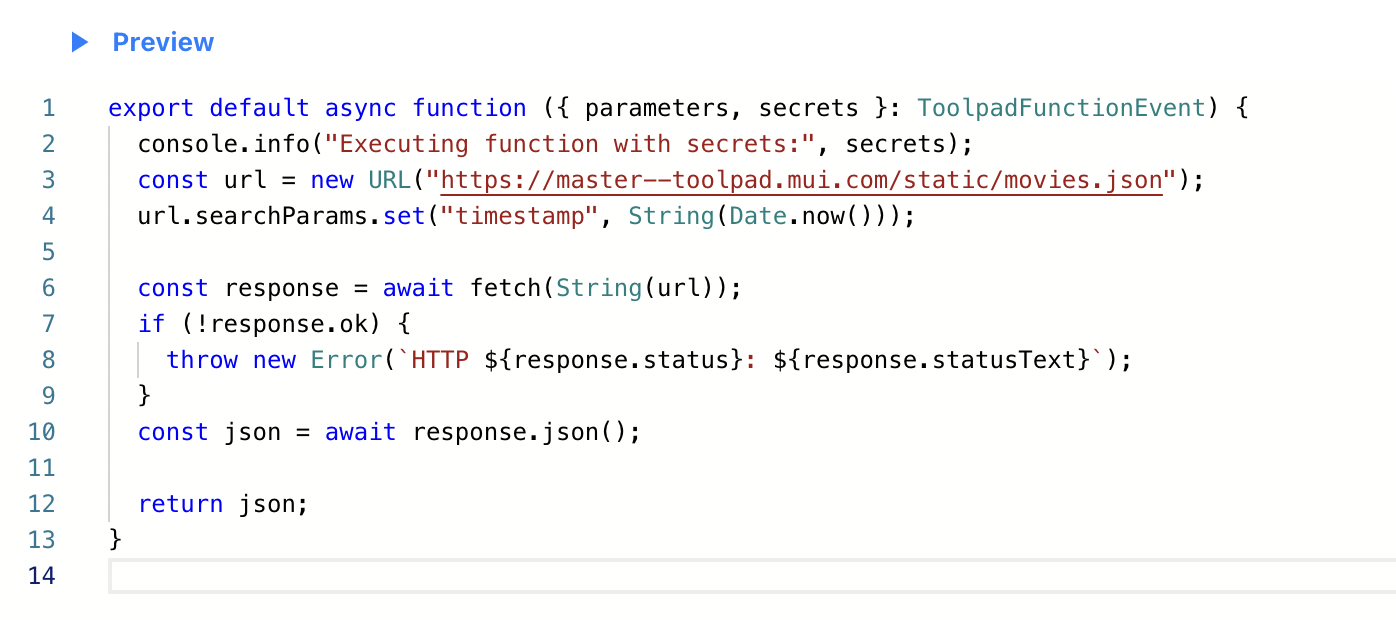 Preview
1 export default async function ({ parameters, secrets }: ToolpadFunctionEvent) {
2 console.info("Executing function with secrets:", secrets);
3 const url = new URL("https://master--toolpad.mui.com/static/movies.json");
4 url.searchParams.set("timestamp", String(Date.now()));
5
6 const response = await fetch(String(url));
7 if (!response.ok) {
8 throw new Error(`HTTP ${response.status}: ${response.statusText}`);
9 }
10 const json = await response.json();
11
12 return json;
13 }
14